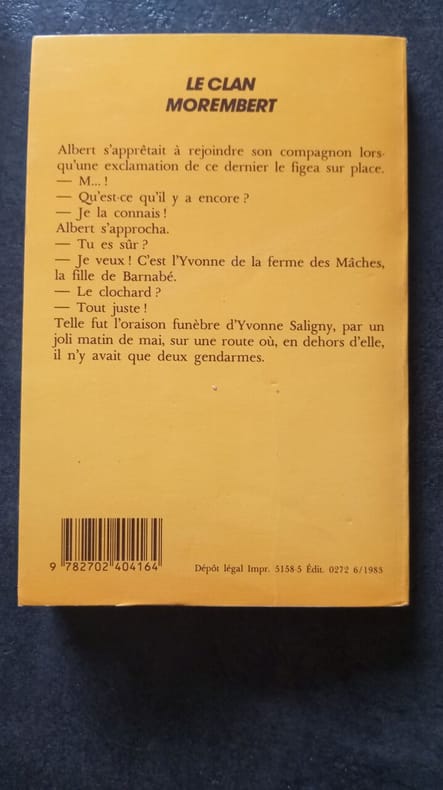 LE CLAN
MOREMBERT
Albert s'apprêtait à rejoindre son compagnon lors-
qu'une exclamation de ce dernier le figea sur place.
— M... !
— Qu'est-ce qu'il y a encore ?
— Je la connais !
Albert s'approcha.
— Tu es sûr ?
— Je veux ! C'est l'Yvonne de la ferme des Mâches,
la fille de Barnabé.
— Le clochard ?
— Tout juste !
Telle fut l'oraison funèbre d'Yvonne Saligny, par un
joli matin de mai, sur une route où, en dehors d'elle,
il n'y avait que deux gendarmes.
9 782702 404164
Dépôt légal Impr. 5158-5 Édit. 0272 6/1983